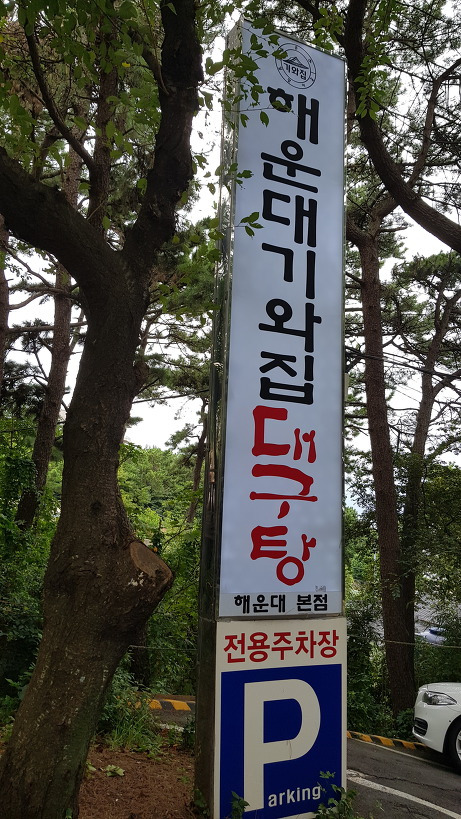 기와집
해운대기와집
대구탕
해운대 본점
전용주차장
Parking